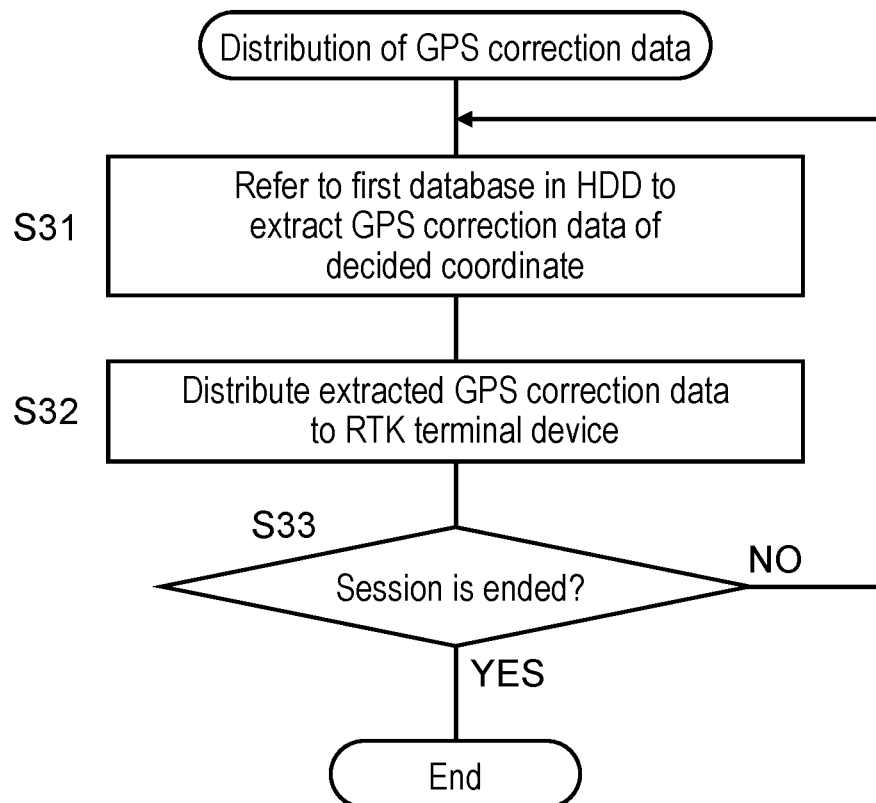 Distribution of GPS correction data
S31
Refer to first database in HDD to
extract GPS correction data of
decided coordinate
S32
Distribute extracted GPS correction data
to RTK terminal device
S33
Session is ended?
NO
YES
End